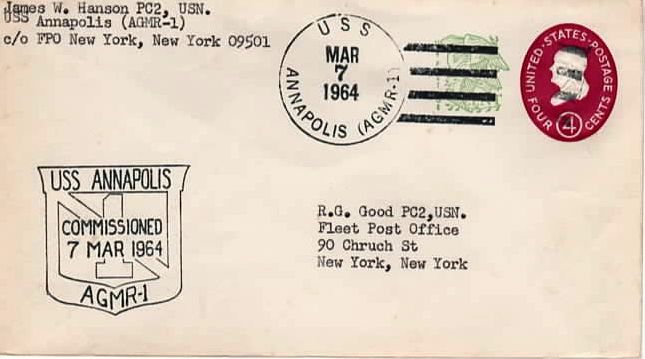 James W. Hanson PC2, USN.
USS Annapolis (AGMR-1)
c/o FPO New York, New York 09501
USS
MAR
7
1964
ANNAPOLIS (AGMR-1)
UNITED·STATES·POSTAGE
FOUR 4 CENTS
USS ANNAPOLIS
COMMISSIONED
7 MAR 1964
AGMR-1
R.G. Good PC2,USN.
Fleet Post Office
90 Chruch St
New York, New York